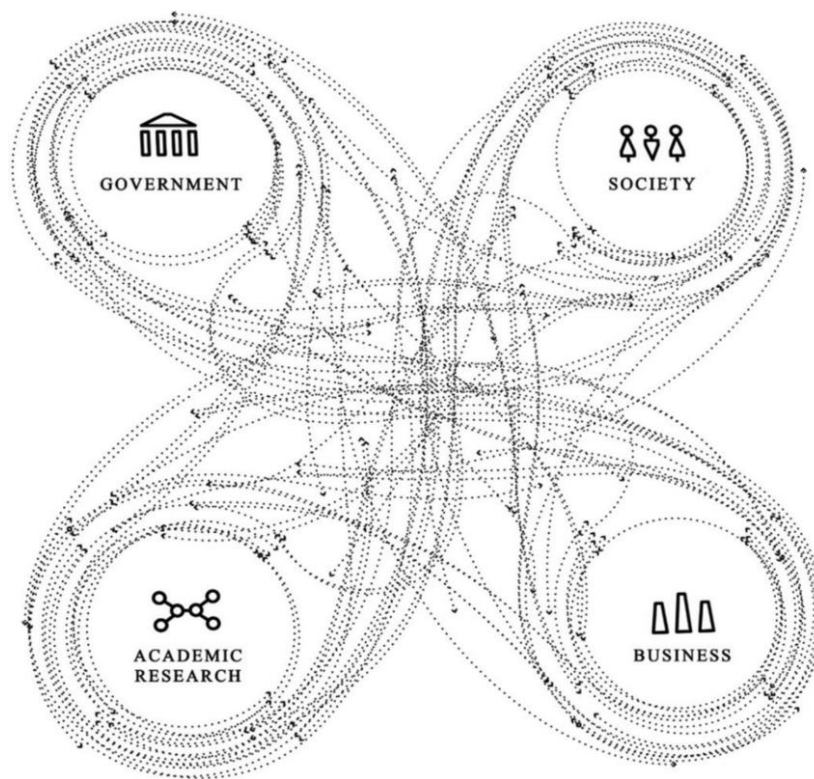 GOVERNMENT
SOCIETY
ACADEMIC
RESEARCH
BUSINESS